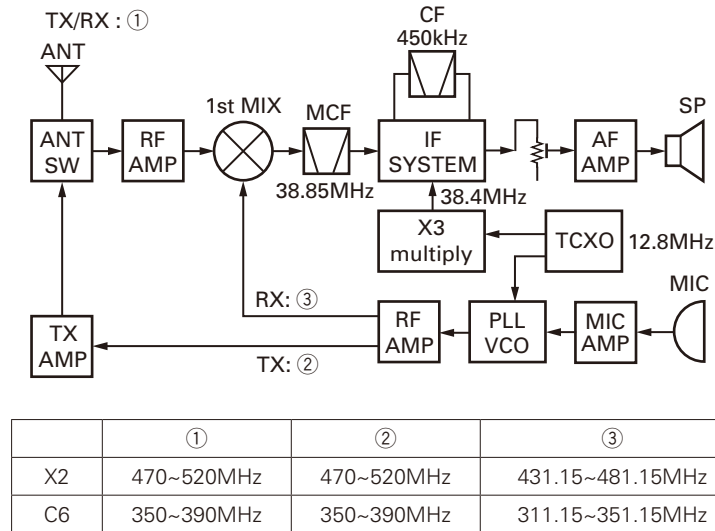 TX/RX : ①
ANT
CF
450kHz
1st MIX
MCF
SP
ANT
SW
RF
AMP
IF
SYSTEM
AF
AMP
38.85MHz
38.4MHz
X3
multiply
TCXO
12.8MHz
MIC
RX: ③
TX
AMP
RF
AMP
PLL
VCO
MIC
AMP
TX: ②
① ② ③
X2 470~520MHz 470~520MHz 431.15~481.15MHz
C6 350~390MHz 350~390MHz 311.15~351.15MHz